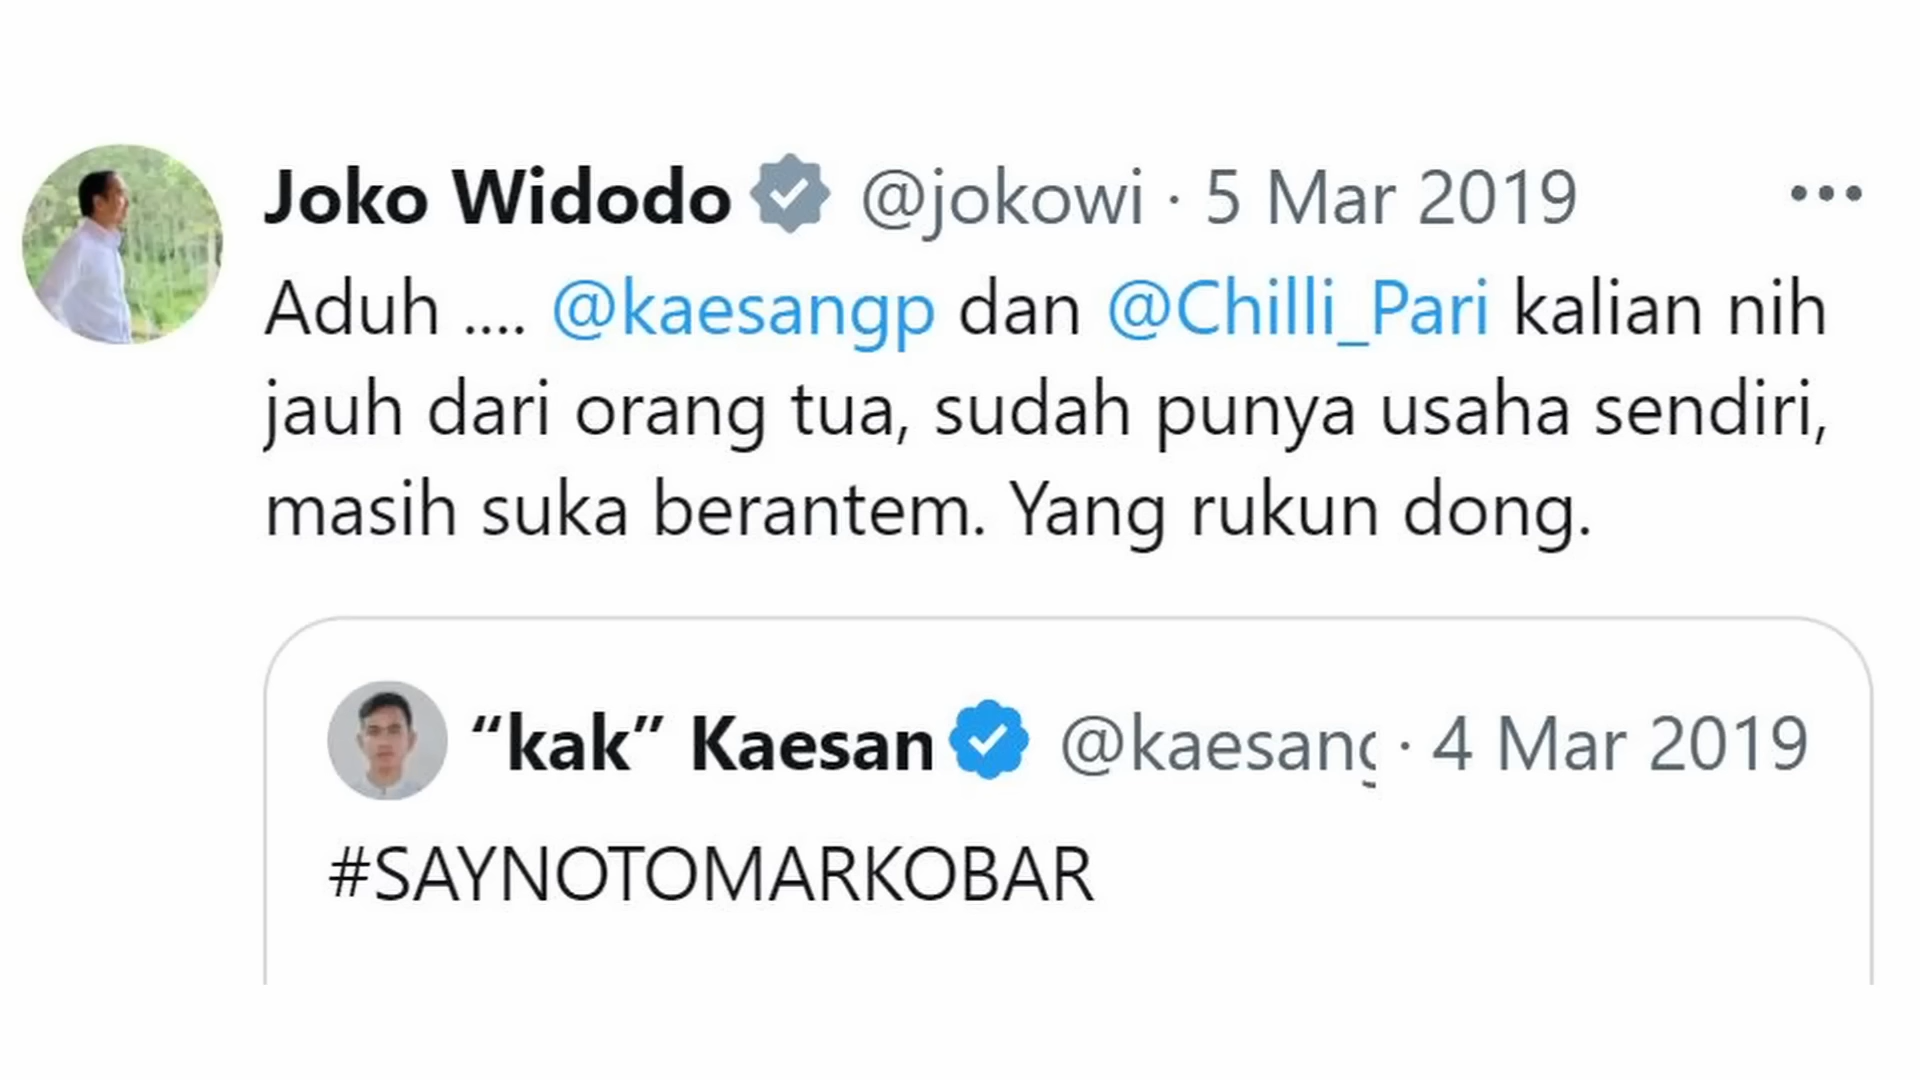 Joko Widodo @jokowi · 5 Mar 2019
Aduh .... @kaesangp dan @Chilli_Pari kalian nih
jauh dari orang tua, sudah punya usaha sendiri,
masih suka berantem. Yang rukun dong.
“kak” Kaesan @kaesang · 4 Mar 2019
#SAYNOTOMARKOBAR